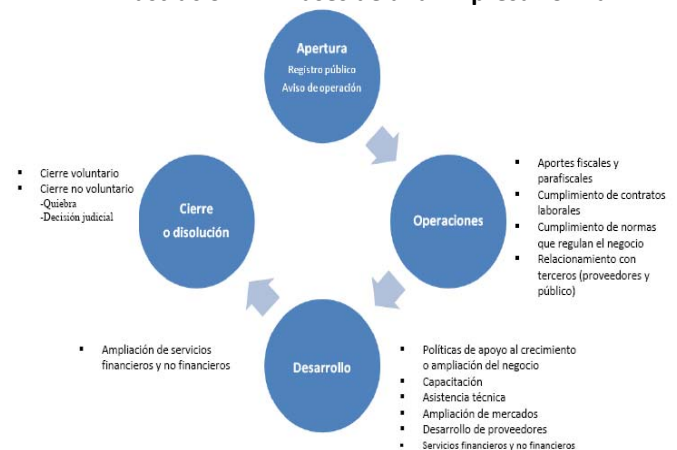 Apertura
Registro público
Aviso de operación
▪ Cierre voluntario
▪ Cierre no voluntario
-Quiebra
-Decisión judicial
Cierre
o disolución
Operaciones
▪ Aportes fiscales y
parafiscales
▪ Cumplimiento de contratos
laborales
▪ Cumplimiento de normas
que regulan el negocio
▪ Relacionamiento con
terceros (proveedores y
público)
▪ Ampliación de servicios
financieros y no financieros
Desarrollo
▪ Políticas de apoyo al crecimiento
o ampliación del negocio
▪ Capacitación
▪ Asistencia técnica
▪ Ampliación de mercados
▪ Desarrollo de proveedores
▪ Servicios financieros y no financieros